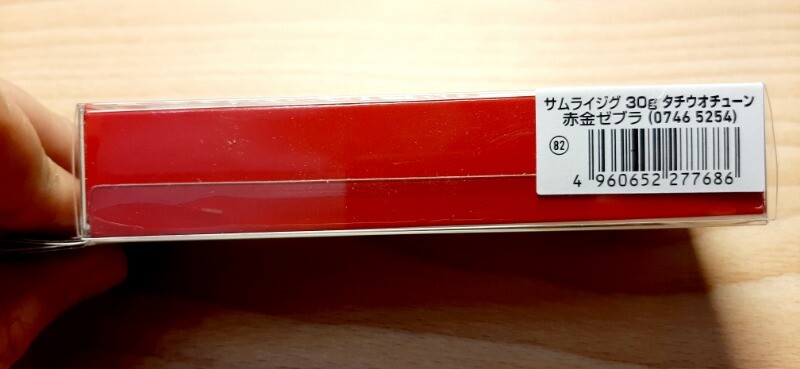 サムライジグ 30g タチウオチューン
赤金ゼブラ (0746 5254)
82
4 960652 277686